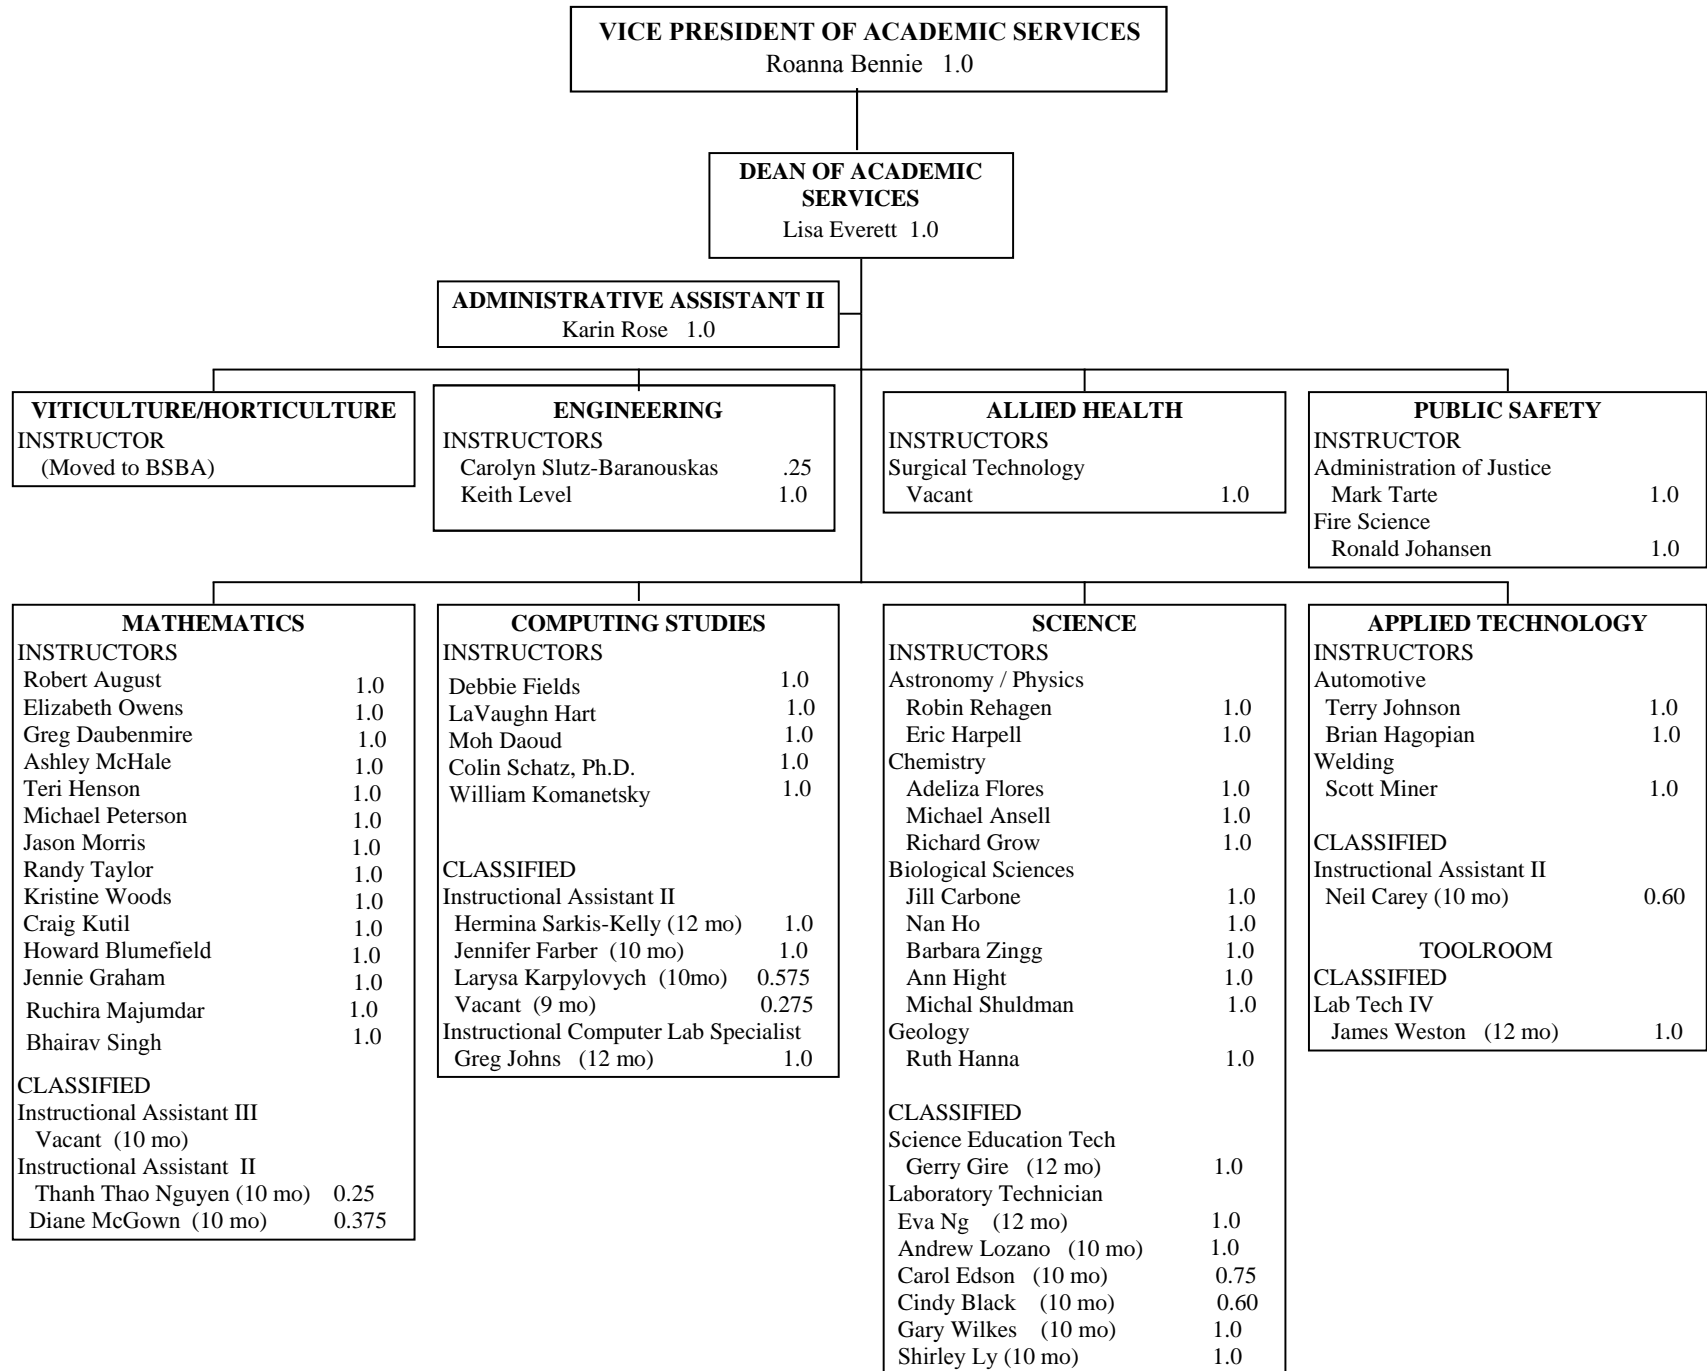 VICE PRESIDENT OF ACADEMIC SERVICES
Roanna Bennie 1.0
DEAN OF ACADEMIC
SERVICES
Lisa Everett 1.0
ADMINISTRATIVE ASSISTANT II
Karin Rose 1.0
VITICULTURE/HORTICULTURE
INSTRUCTOR
(Moved to BSBA)
ENGINEERING
INSTRUCTORS
Carolyn Slutz-Baranouskas .25
Keith Level 1.0
ALLIED HEALTH
INSTRUCTORS
Surgical Technology
Vacant 1.0
PUBLIC SAFETY
INSTRUCTOR
Administration of Justice
Mark Tarte 1.0
Fire Science
Ronald Johansen 1.0
MATHEMATICS
INSTRUCTORS
Robert August 1.0
Elizabeth Owens 1.0
Greg Daubenmire 1.0
Ashley McHale 1.0
Teri Henson 1.0
Michael Peterson 1.0
Jason Morris 1.0
Randy Taylor 1.0
Kristine Woods 1.0
Craig Kutil 1.0
Howard Blumefield 1.0
Jennie Graham 1.0
Ruchira Majumdar 1.0
Bhairav Singh 1.0
CLASSIFIED
Instructional Assistant III
Vacant (10 mo)
Instructional Assistant II
Thanh Thao Nguyen (10 mo) 0.25
Diane McGown (10 mo) 0.375
COMPUTING STUDIES
INSTRUCTORS
Debbie Fields 1.0
LaVaughn Hart 1.0
Moh Daoud 1.0
Colin Schatz, Ph.D. 1.0
William Komanetsky 1.0
CLASSIFIED
Instructional Assistant II
Hermina Sarkis-Kelly (12 mo) 1.0
Jennifer Farber (10 mo) 1.0
Larysa Karpylovych (10mo) 0.575
Vacant (9 mo) 0.275
Instructional Computer Lab Specialist
Greg Johns (12 mo) 1.0
SCIENCE
INSTRUCTORS
Astronomy / Physics
Robin Rehagen 1.0
Eric Harpell 1.0
Chemistry
Adeliza Flores 1.0
Michael Ansell 1.0
Richard Grow 1.0
Biological Sciences
Jill Carbone 1.0
Nan Ho 1.0
Barbara Zingg 1.0
Ann Hight 1.0
Michal Shuldman 1.0
Geology
Ruth Hanna 1.0
CLASSIFIED
Science Education Tech
Gerry Gire (12 mo) 1.0
Laboratory Technician
Eva Ng (12 mo) 1.0
Andrew Lozano (10 mo) 1.0
Carol Edson (10 mo) 0.75
Cindy Black (10 mo) 0.60
Gary Wilkes (10 mo) 1.0
Shirley Ly (10 mo) 1.0
APPLIED TECHNOLOGY
INSTRUCTORS
Automotive
Terry Johnson 1.0
Brian Hagopian 1.0
Welding
Scott Miner 1.0
CLASSIFIED
Instructional Assistant II
Neil Carey (10 mo) 0.60
TOOLROOM
CLASSIFIED
Lab Tech IV
James Weston (12 mo) 1.0